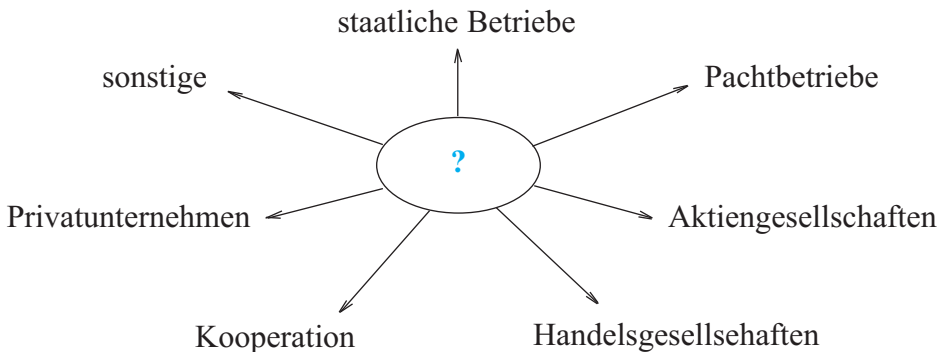 staatliche Betriebe
sonstige
Pachtbetriebe
?
Privatunternehmen
Aktiengesellschaften
Kooperation
Handelsgesellsehaften